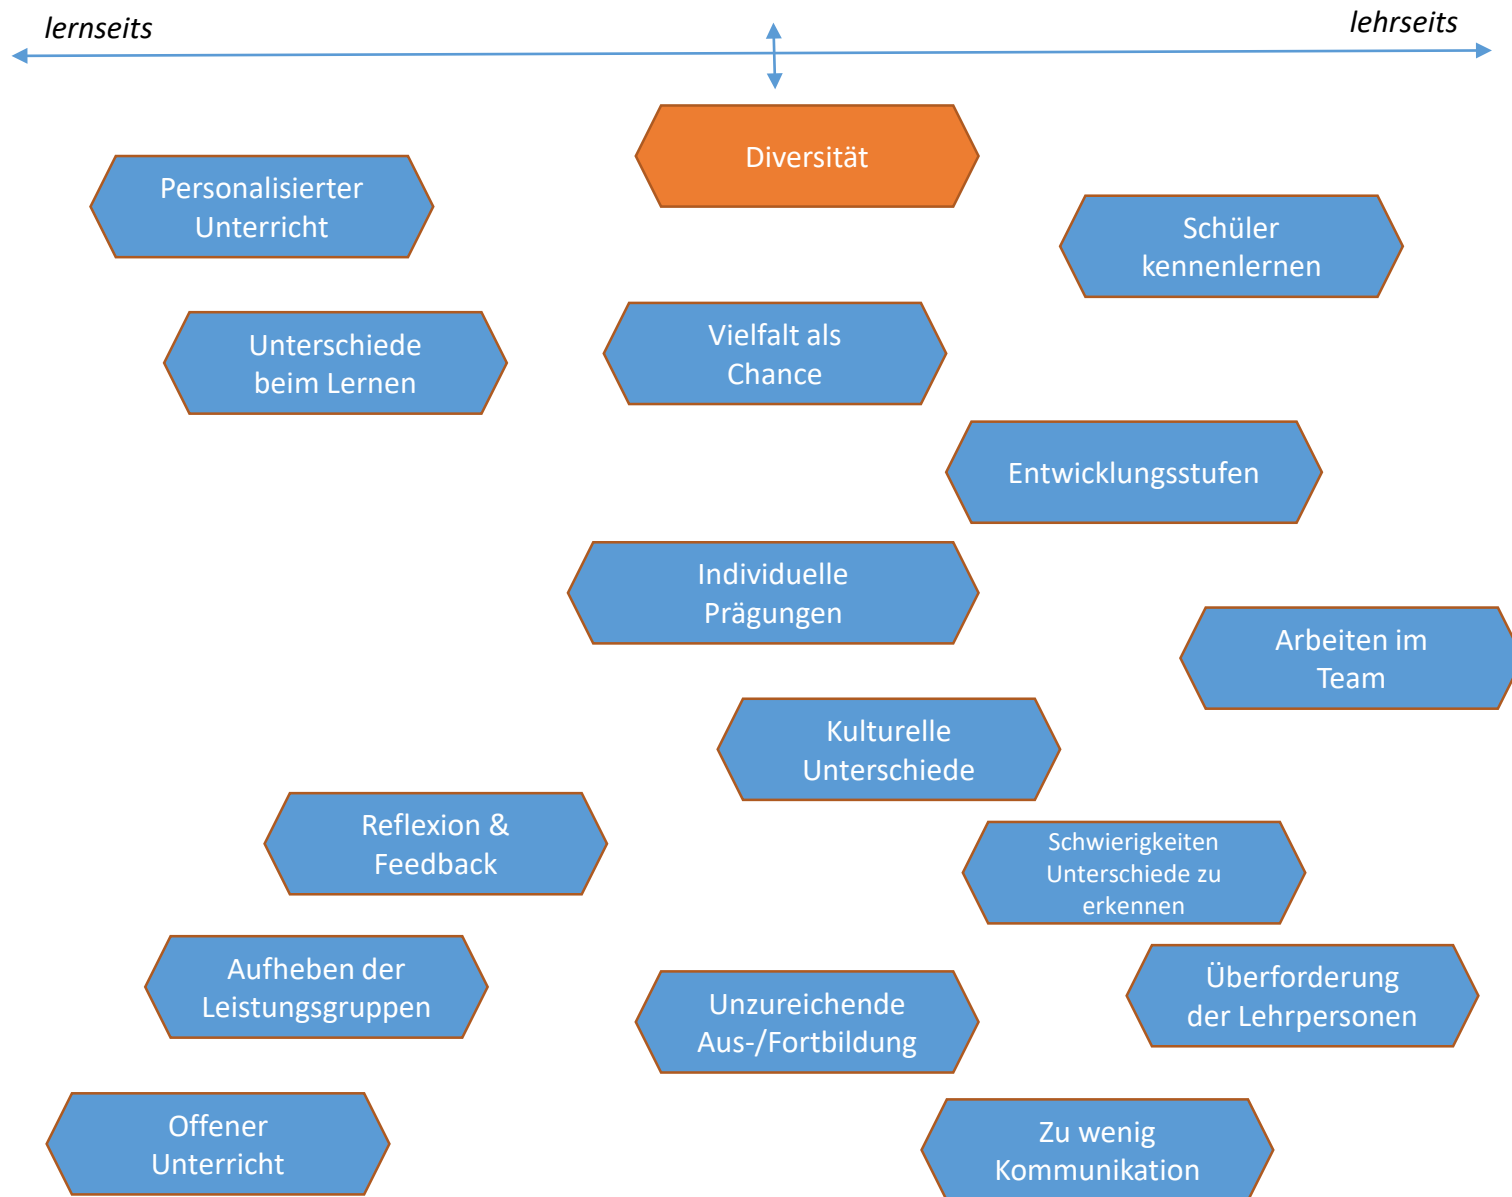 lernseits
lehrseits
Diversität
Personalisierter
Unterricht
Schüler
kennenlernen
Unterschiede
beim Lernen
Vielfalt als
Chance
Entwicklungsstufen
Individuelle
Prägungen
Arbeiten im
Team
Kulturelle
Unterschiede
Reflexion &
Feedback
Schwierigkeiten
Unterschiede zu
erkennen
Aufheben der
Leistungsgruppen
Unzureichende
Aus-/Fortbildung
Überforderung
der Lehrpersonen
Offener
Unterricht
Zu wenig
Kommunikation